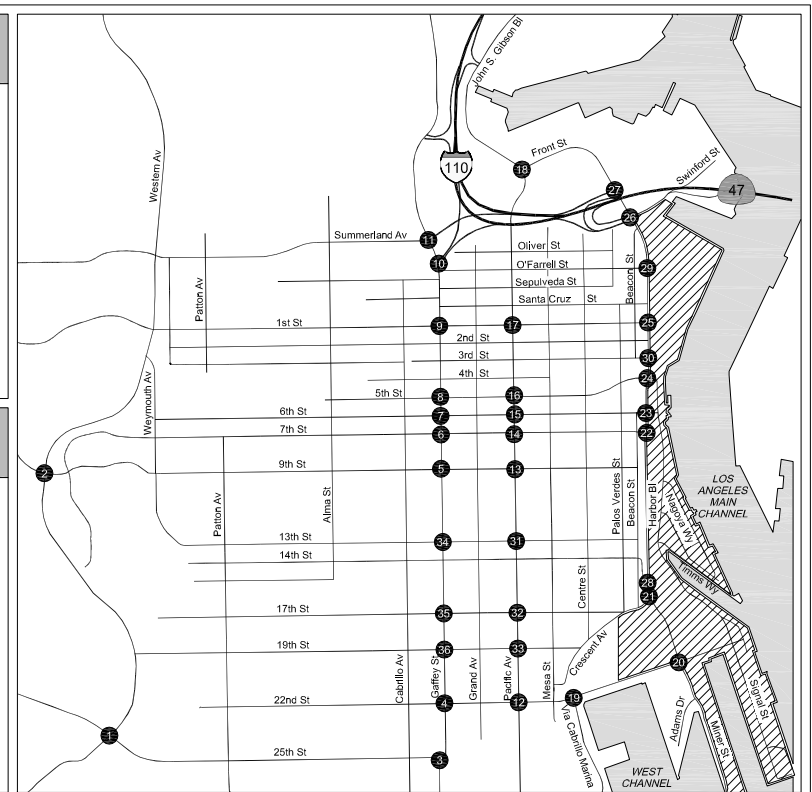 John S. Gibson Bl
Western Av
110
Front St
18
Swinford St
27
47
26
Summerland Av
11
10
Oliver St
O'Farrell St
29
Beacon St
Sepulveda St
Santa Cruz St
Patton Av
1st St
9
17
25
2nd St
3rd St
30
4th St
24
5th St
8
16
Weymouth Av
6th St
7
15
23
7th St
6
14
22
2
9th St
5
13
Patton Av
Alma St
Palos Verdes St
Beacon St
Harbor Bl
Nagoya Wy
LOS
ANGELES
MAIN
CHANNEL
13th St
34
31
14th St
Centre St
28
Timms Wy
21
17th St
35
32
19th St
36
33
Crescent Av
20
Cabrillo Av
Gaffey St
Grand Av
Pacific Av
Mesa St
22nd St
4
12
19
Via Cabrillo Marina
Adams Dr
Miner St
Signal St
1
25th St
3
WEST
CHANNEL